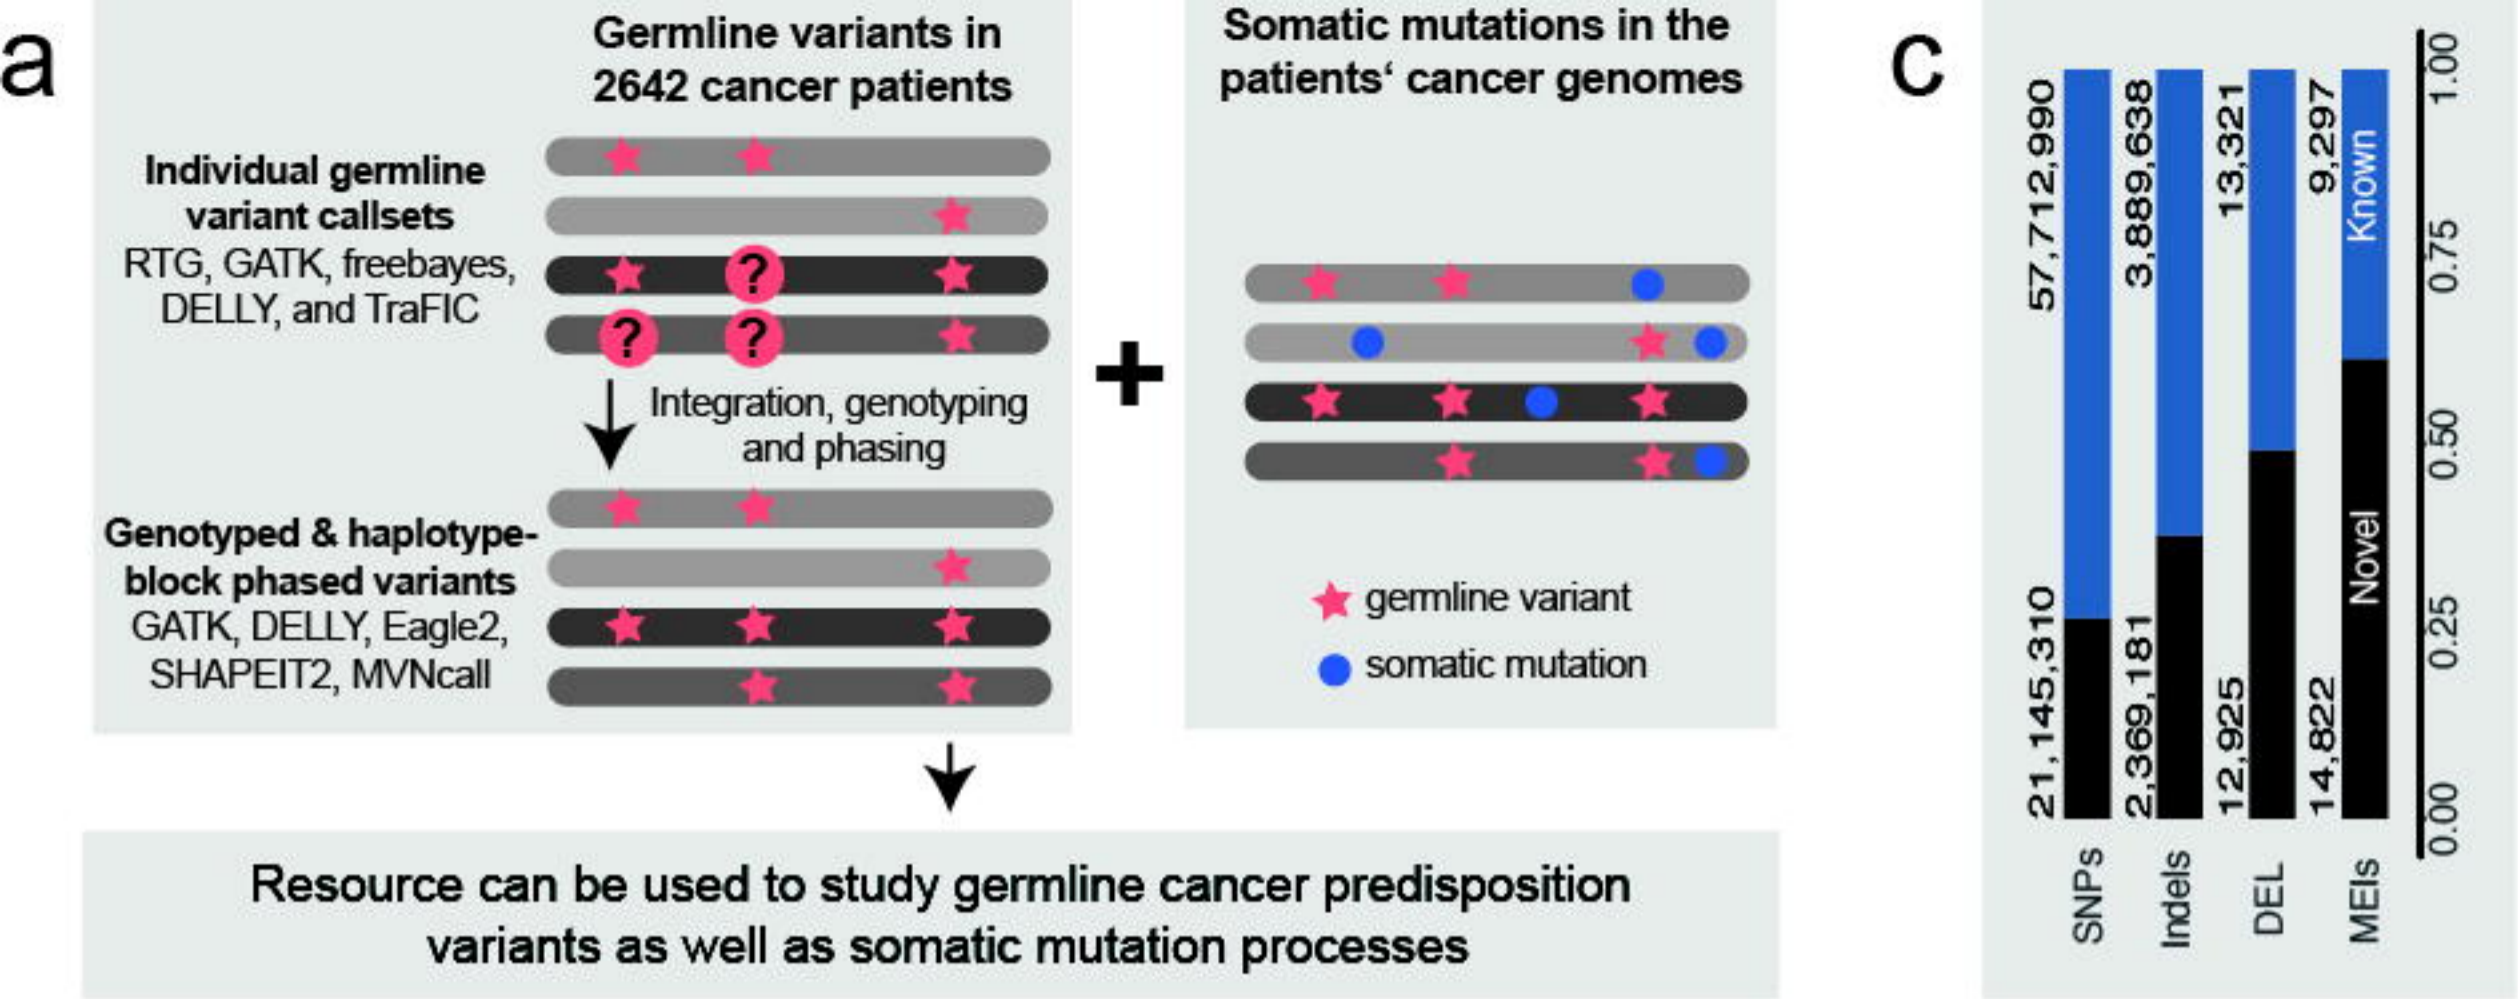 a
Germline variants in
2642 cancer patients
Individual germline
variant callsets
RTG, GATK, freebayes,
DELLY, and TraFIC
?
?
?
Integration, genotyping
and phasing
Genotyped & haplotype-
block phased variants
GATK, DELLY, Eagle2,
SHAPEIT2, MVNcall
+
Somatic mutations in the
patients‘ cancer genomes
germline variant
somatic mutation
Resource can be used to study germline cancer predisposition
variants as well as somatic mutation processes
c
57,712,990
21,145,310
SNPs
3,889,638
2,369,181
Indels
13,321
12,925
DEL
9,297
14,822
MEIs
Known
Novel
1.00
0.75
0.50
0.25
0.00